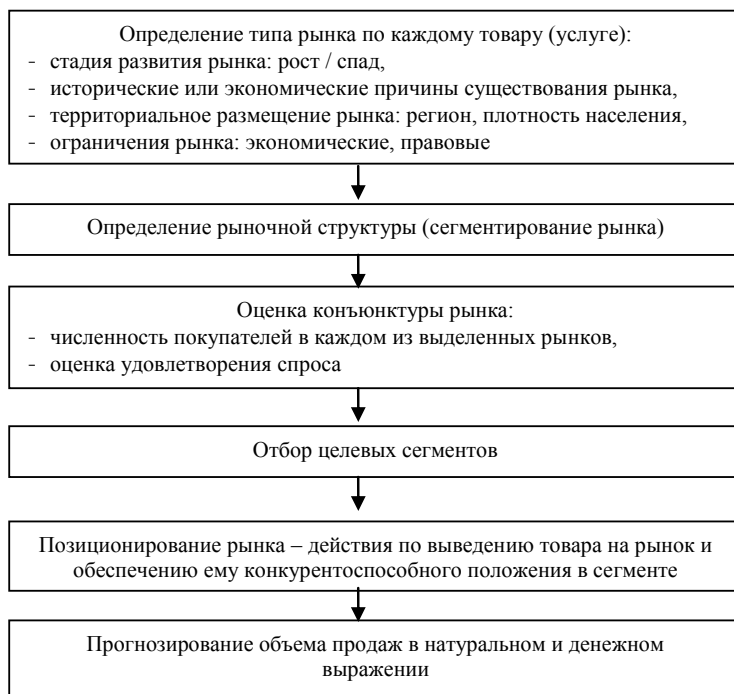 Определение типа рынка по каждому товару (услуге):
- стадия развития рынка: рост / спад,
- исторические или экономические причины существования рынка,
- территориальное размещение рынка: регион, плотность населения,
- ограничения рынка: экономические, правовые
Определение рыночной структуры (сегментирование рынка)
Оценка конъюнктуры рынка:
- численность покупателей в каждом из выделенных рынков,
- оценка удовлетворения спроса
Отбор целевых сегментов
Позиционирование рынка – действия по выведению товара на рынок и
обеспечению ему конкурентоспособного положения в сегменте
Прогнозирование объема продаж в натуральном и денежном
выражении